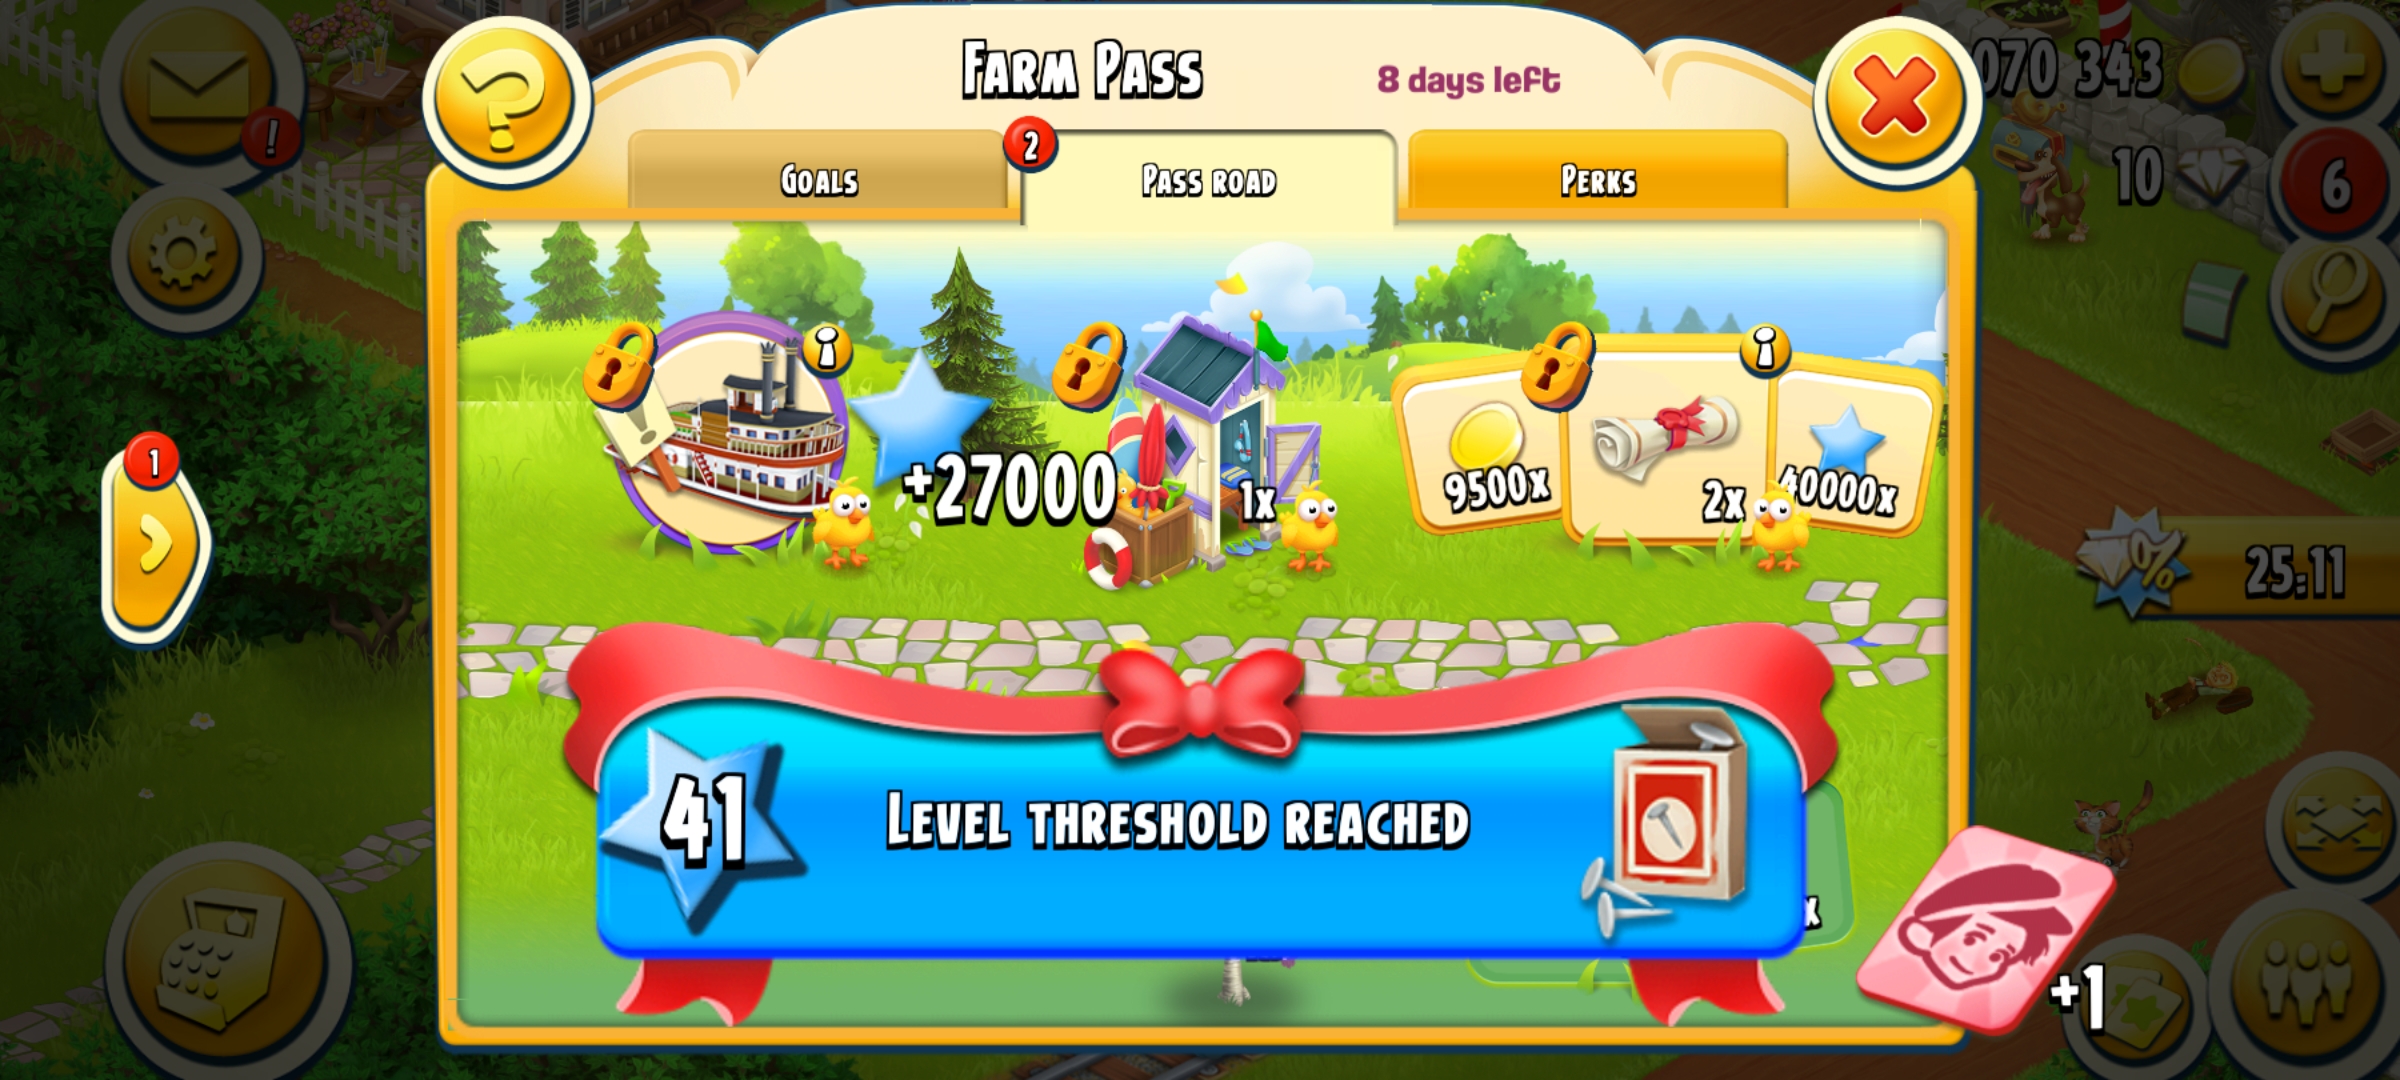 FARM PASS
8 days left
070 343
10
6
!
2
GOALS
PASS ROAD
PERKS
i
i
+27000
1x
9500x
2x
40000x
1
%
25:11
41
LEVEL THRESHOLD REACHED
x
+1